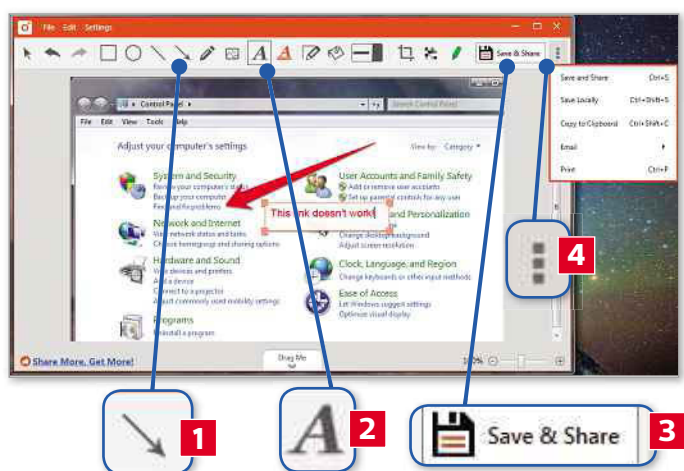 File Edit Settings
A A Save & Share
Save and Share Ctrl+S
Save Locally Ctrl+Shift+S
Copy to Clipboard Ctrl+Shift+C
Email
Print Ctrl+P
Control Panel Search Control Panel
File Edit View Tools Help
Adjust your computer's settings View by: Category
System and Security
Review your computer's status
Back up your computer
Find and fix problems
Network and Internet
View network status and tasks
Choose homegroup and sharing options
Hardware and Sound
View devices and printers
Add a device
Connect to a projector
Adjust commonly used mobility settings
Programs
Uninstall a program
User Accounts and Family Safety
Add or remove user accounts
Set up parental controls for any user
This link doesn't work!
and Personalization
Change desktop background
Adjust screen resolution
Clock, Language, and Region
Change keyboards or other input methods
Ease of Access
Let Windows suggest settings
Optimize visual display
Share More, Get More! Drag Me 100%
4
1
A 2
Save & Share 3